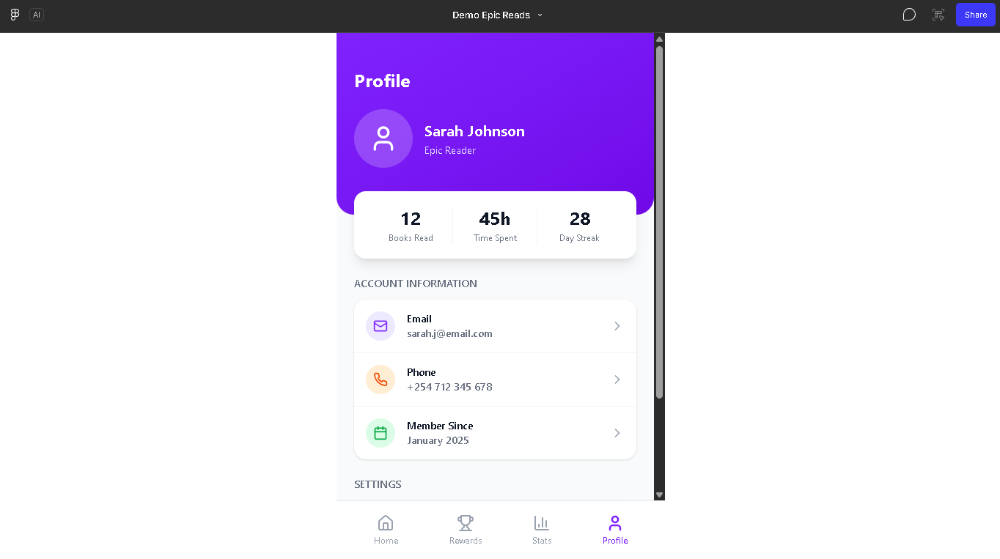 AI
Demo Epic Reads
Share
Profile
Sarah Johnson
Epic Reader
12
Books Read
45h
Time Spent
28
Day Streak
ACCOUNT INFORMATION
Email
sarah.j@email.com
Phone
+254 712 345 678
Member Since
January 2025
SETTINGS
Home
Rewards
Stats
Profile